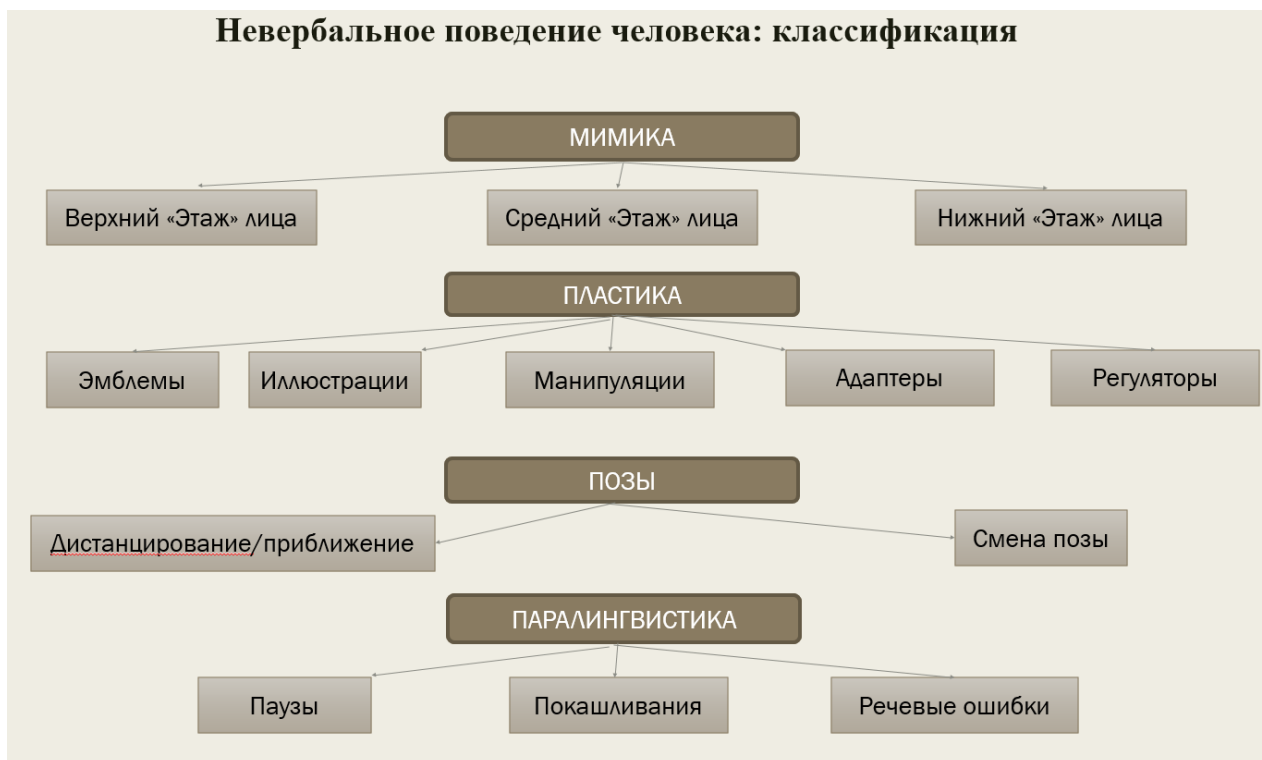 Невербальное поведение человека: классификация
МИМИКА
Верхний «Этаж» лица
Средний «Этаж» лица
Нижний «Этаж» лица
ПЛАСТИКА
Эмблемы
Иллюстрации
Манипуляции
Адаптеры
Регуляторы
ПОЗЫ
Дистанцирование/приближение
Смена позы
ПАРАЛИНГВИСТИКА
Паузы
Покашливания
Речевые ошибки